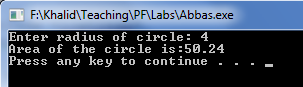 F:\Khalid\Teaching\PF\Labs\Abbas.exe
Enter radius of circle: 4
Area of the circle is:50.24
Press any key to continue . . . _